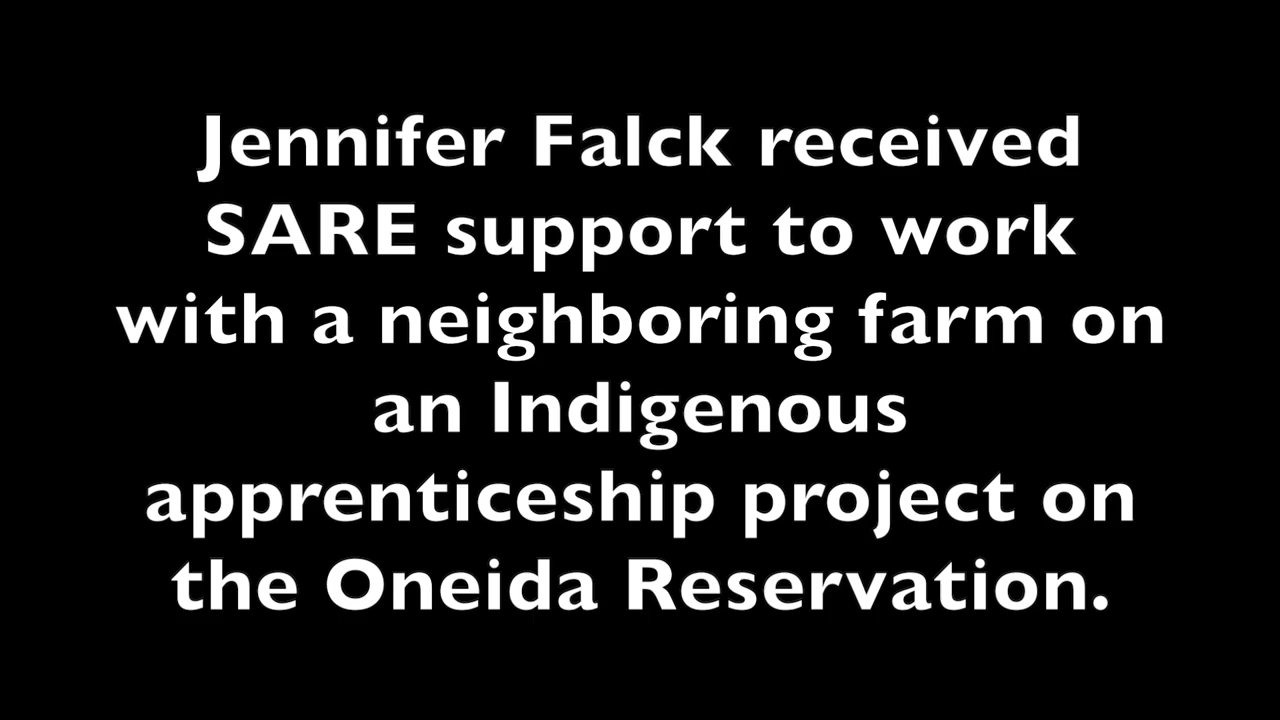 Jennifer Falck received
SARE support to work
with a neighboring farm on
an Indigenous
apprenticeship project on
the Oneida Reservation.